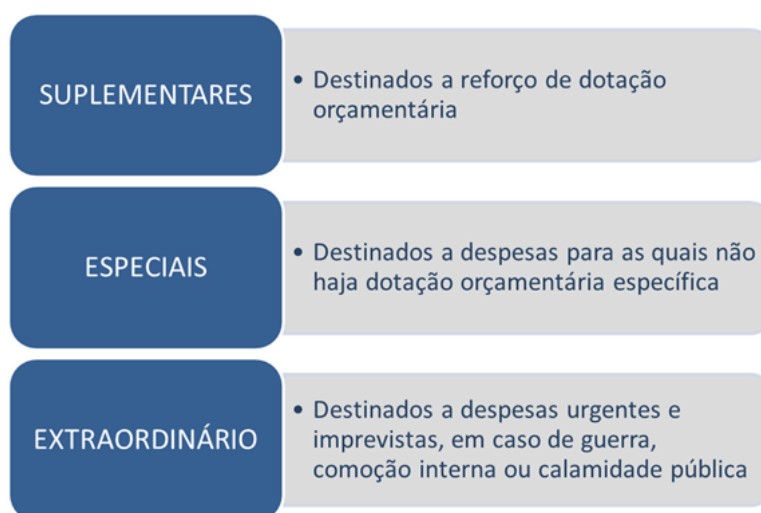 SUPLEMENTARES
• Destinados a reforço de dotação
orçamentária
ESPECIAIS
• Destinados a despesas para as quais não
haja dotação orçamentária específica
EXTRAORDINÁRIO
• Destinados a despesas urgentes e
imprevistas, em caso de guerra,
comoção interna ou calamidade pública